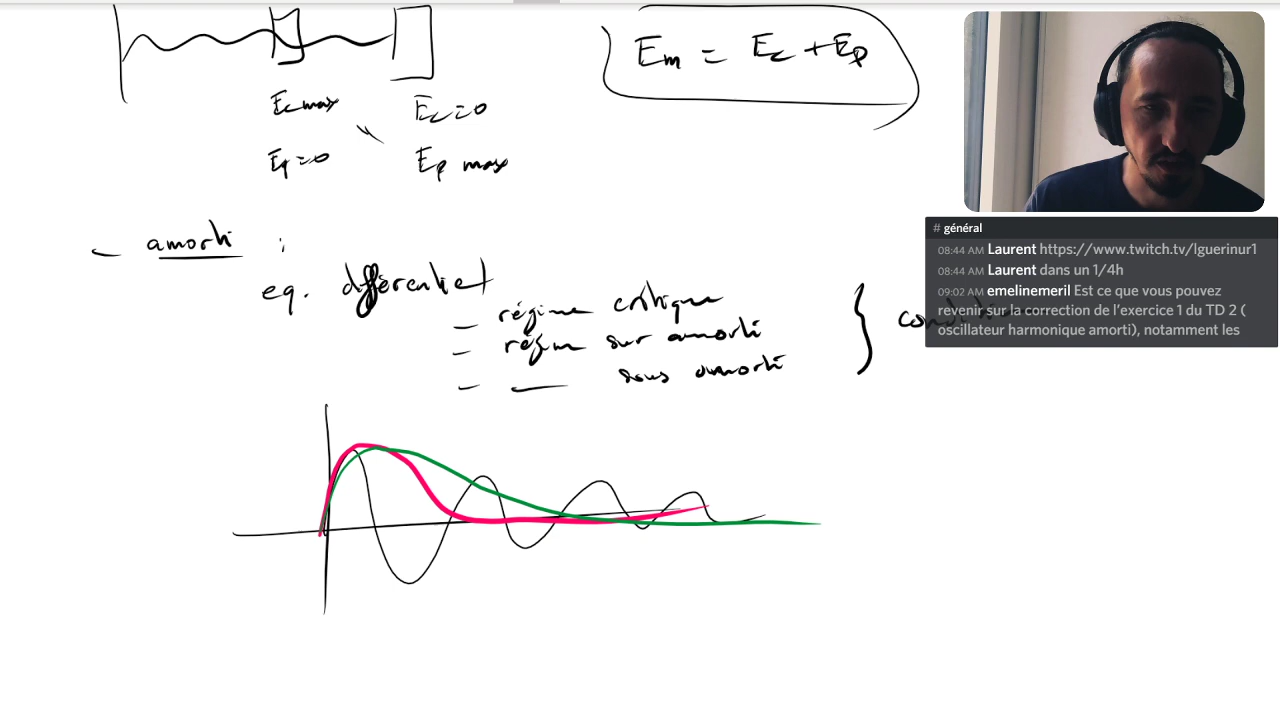 Em = Ec + Ep
Ec max
Ec = 0
Ep = 0
Ep max
– amorti :
eq. différentiel
– régime critique
– régim sur amorti
– — sous amorti
# général
08:44 AM Laurent https://www.twitch.tv/lguerinur1
08:44 AM Laurent dans un 1/4h
09:02 AM emelinemeril Est ce que vous pouvez
revenir sur la correction de l'exercice 1 du TD 2 (
oscillateur harmonique amorti), notamment les